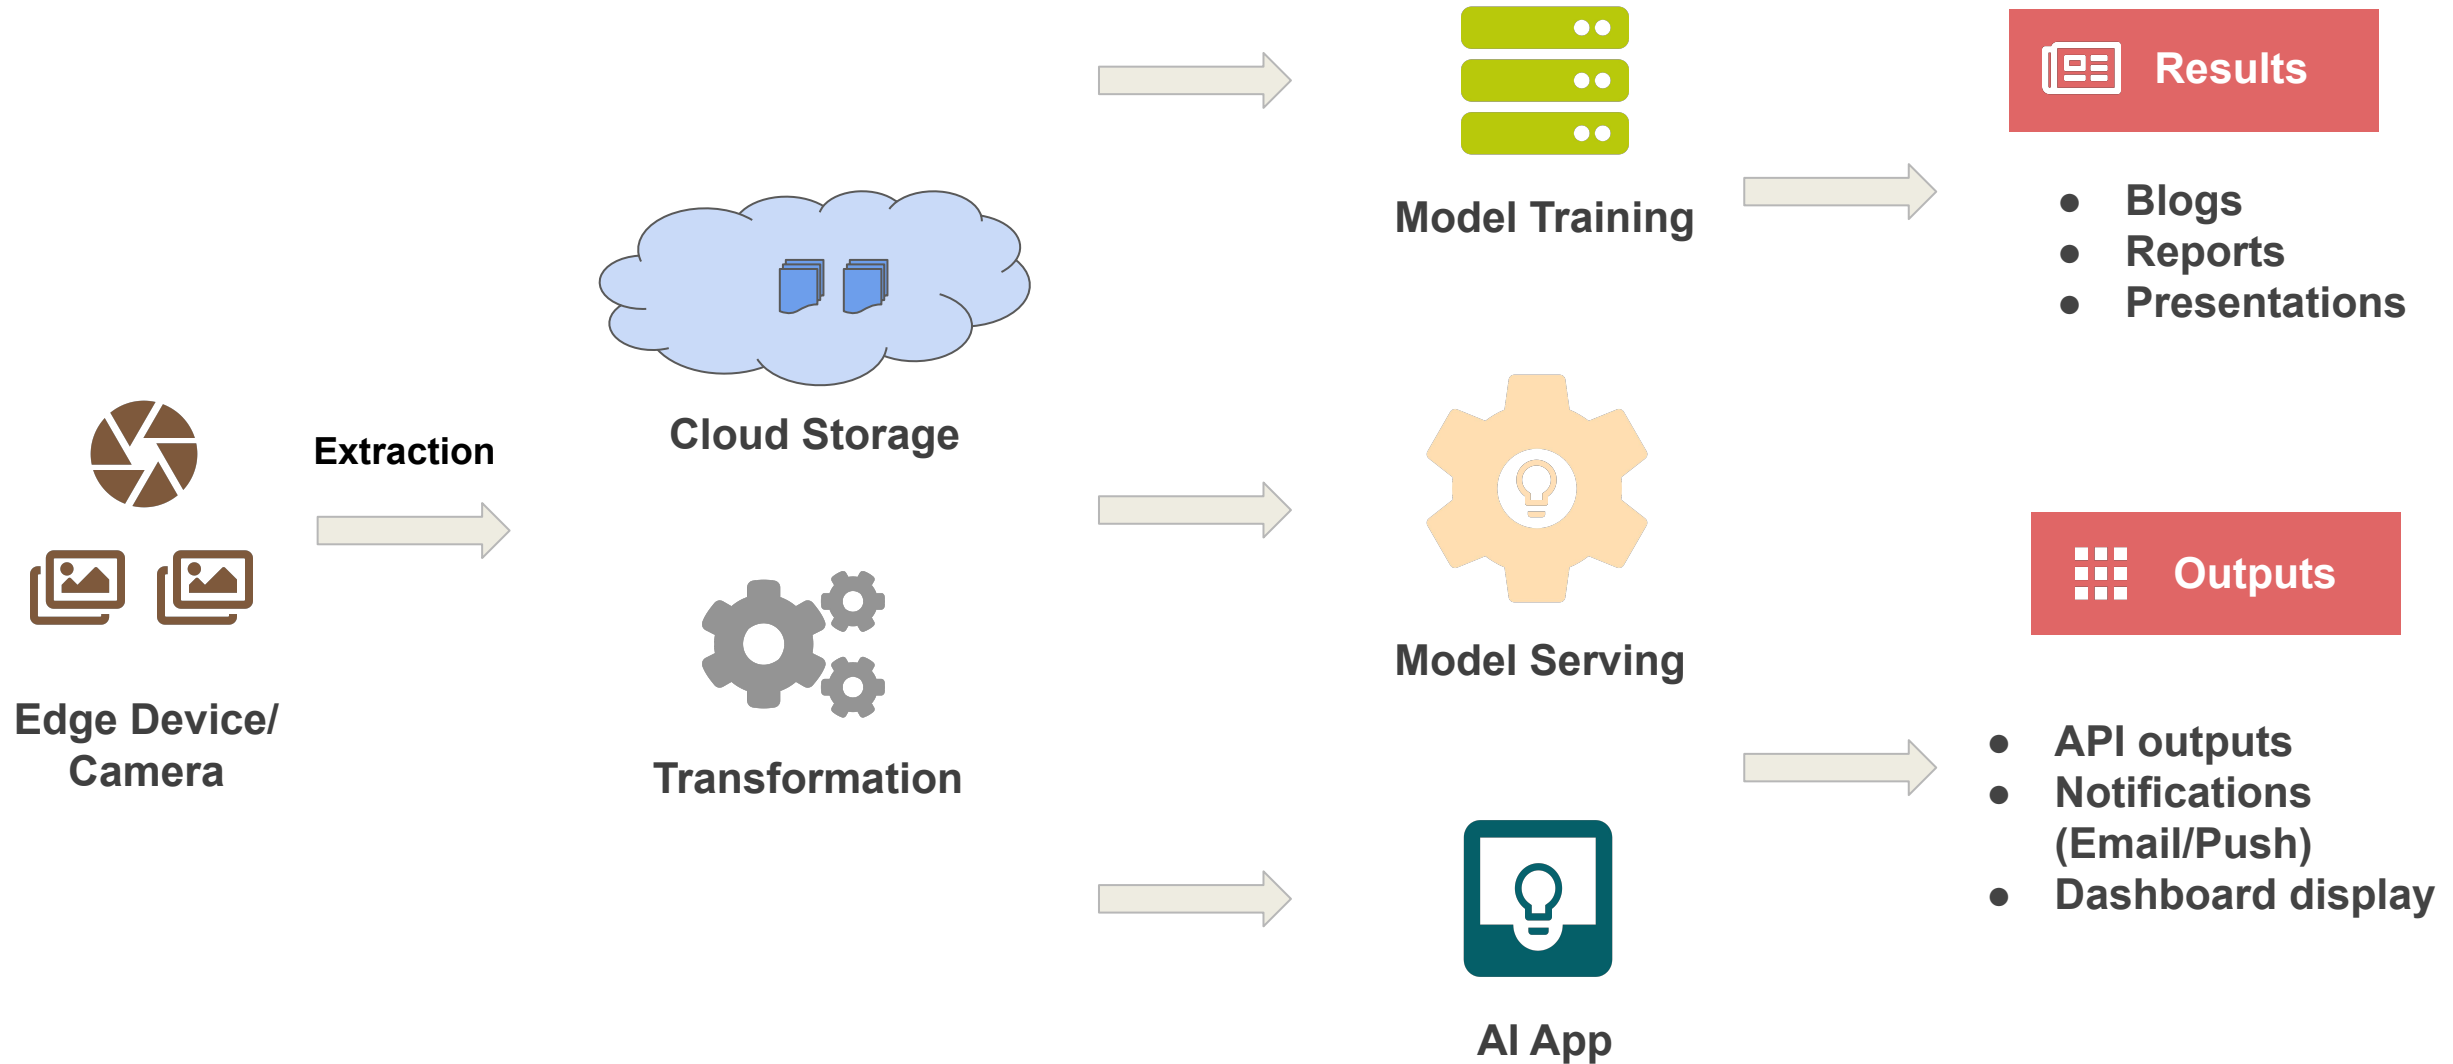 Extraction
Edge Device/
Camera
Cloud Storage
Transformation
Model Training
Model Serving
AI App
Results
● Blogs
● Reports
● Presentations
Outputs
● API outputs
● Notifications
(Email/Push)
● Dashboard display